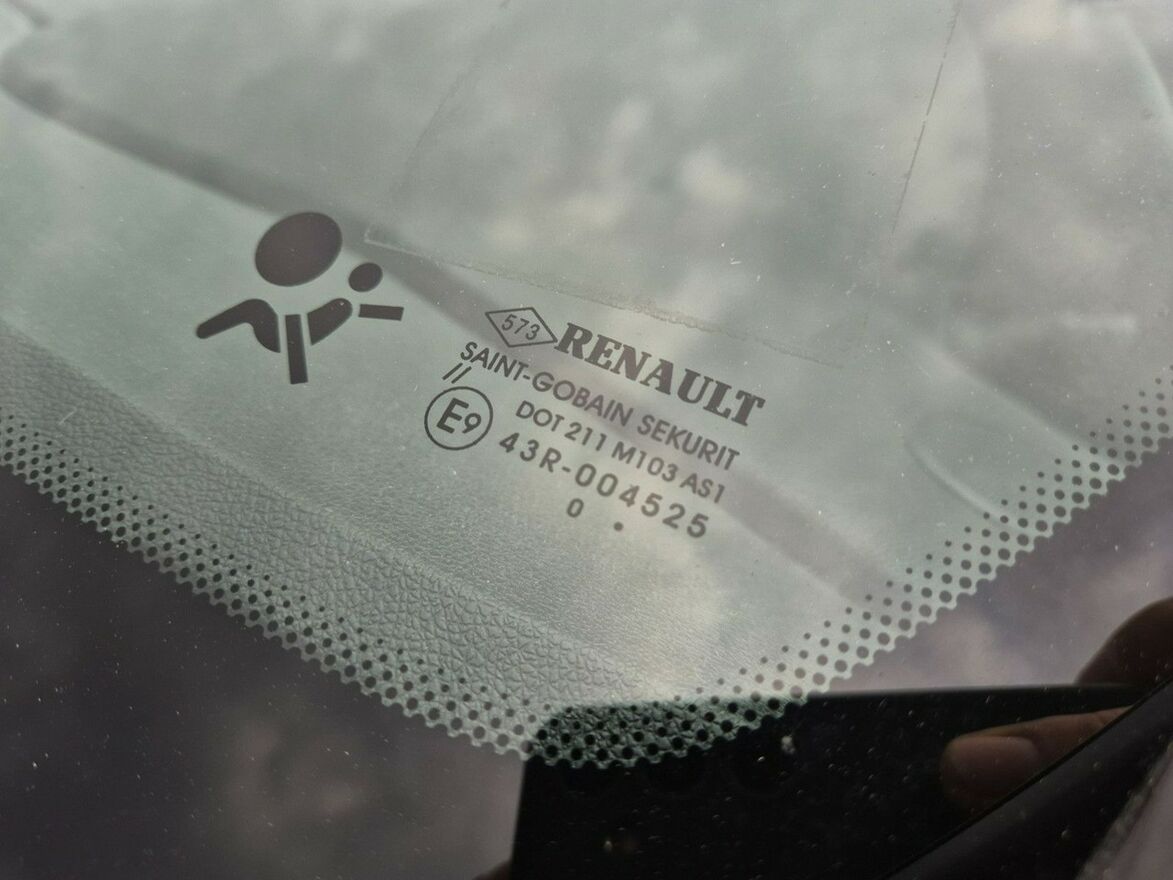 573 RENAULT
SAINT-GOBAIN SEKURIT
//
DOT 211 M103 AS1
E9 43R-004525
0 .